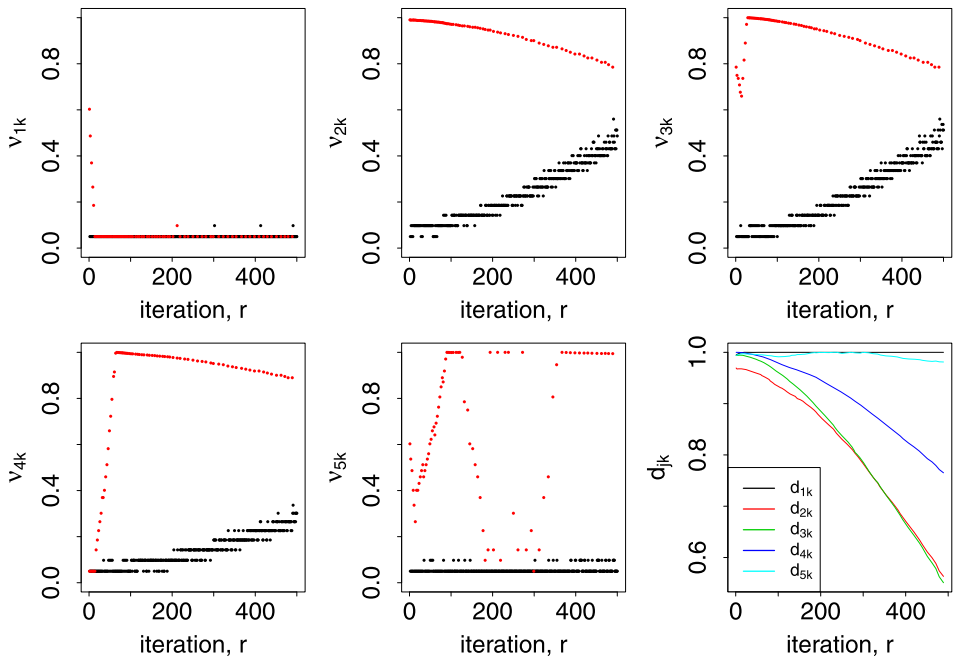 ν1k
0.0 0.4 0.8
0 200 400
iteration, r
ν2k
0.0 0.4 0.8
0 200 400
iteration, r
ν3k
0.0 0.4 0.8
0 200 400
iteration, r
ν4k
0.0 0.4 0.8
0 200 400
iteration, r
ν5k
0.0 0.4 0.8
0 200 400
iteration, r
djk
0.6 0.8 1.0
d1k
d2k
d3k
d4k
d5k
0 200 400
iteration, r